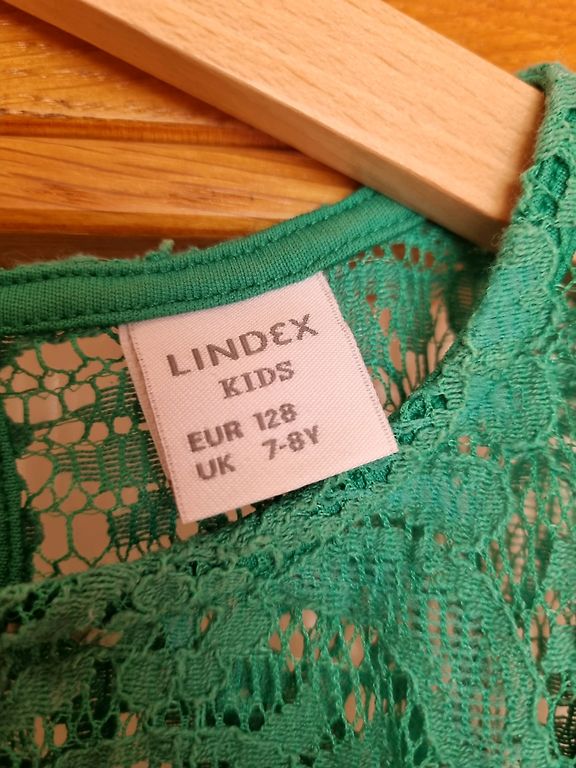 LINDEX
KIDS
EUR 128
UK 7-8Y